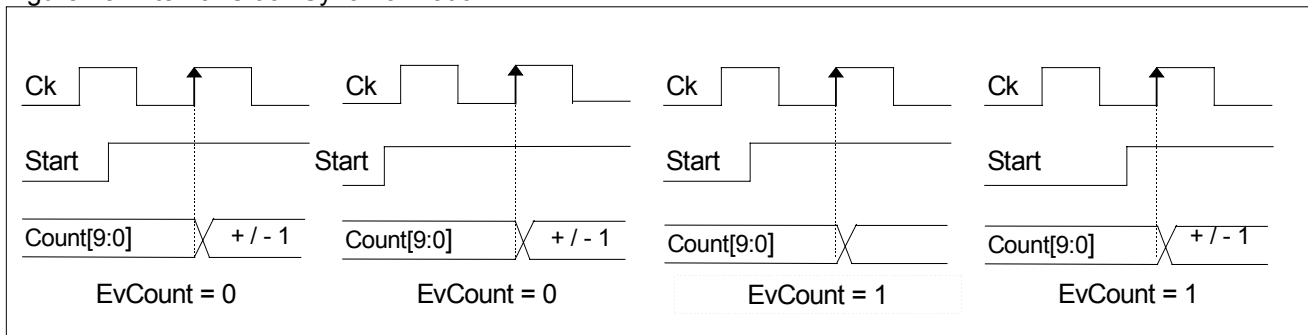 Ck
Start
Count[9:0] + / - 1
EvCount = 0
Ck
Start
Count[9:0] + / - 1
EvCount = 0
Ck
Start
Count[9:0]
EvCount = 1
Ck
Start
Count[9:0] + / - 1
EvCount = 1